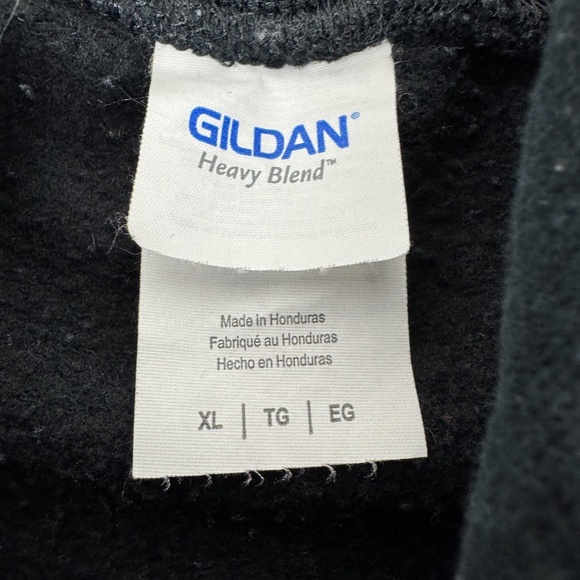 GILDAN®
Heavy Blend™
Made in Honduras
Fabriqué au Honduras
Hecho en Honduras
XL | TG | EG